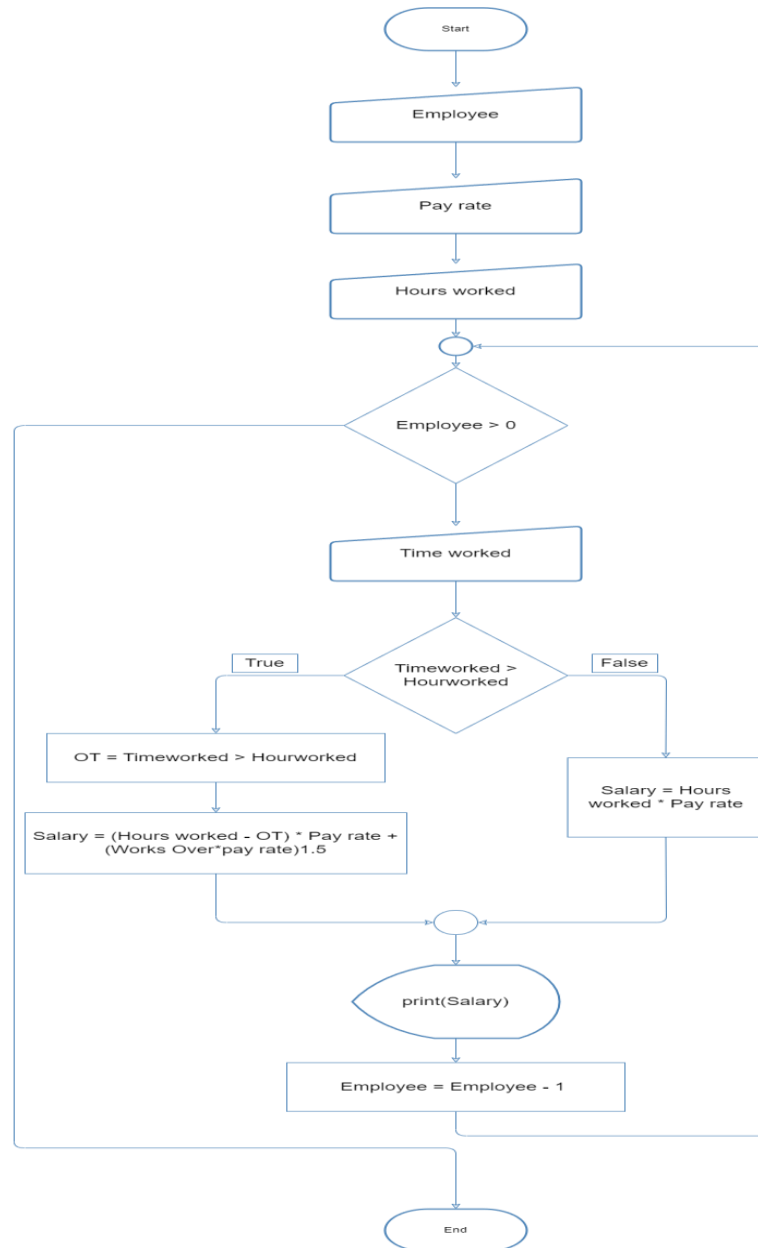 Start
Employee
Pay rate
Hours worked
Employee > 0
Time worked
True
Timeworked >
Hourworked
False
OT = Timeworked > Hourworked
Salary = (Hours worked - OT) * Pay rate +
(Works Over*pay rate)1.5
Salary = Hours
worked * Pay rate
print(Salary)
Employee = Employee - 1
End